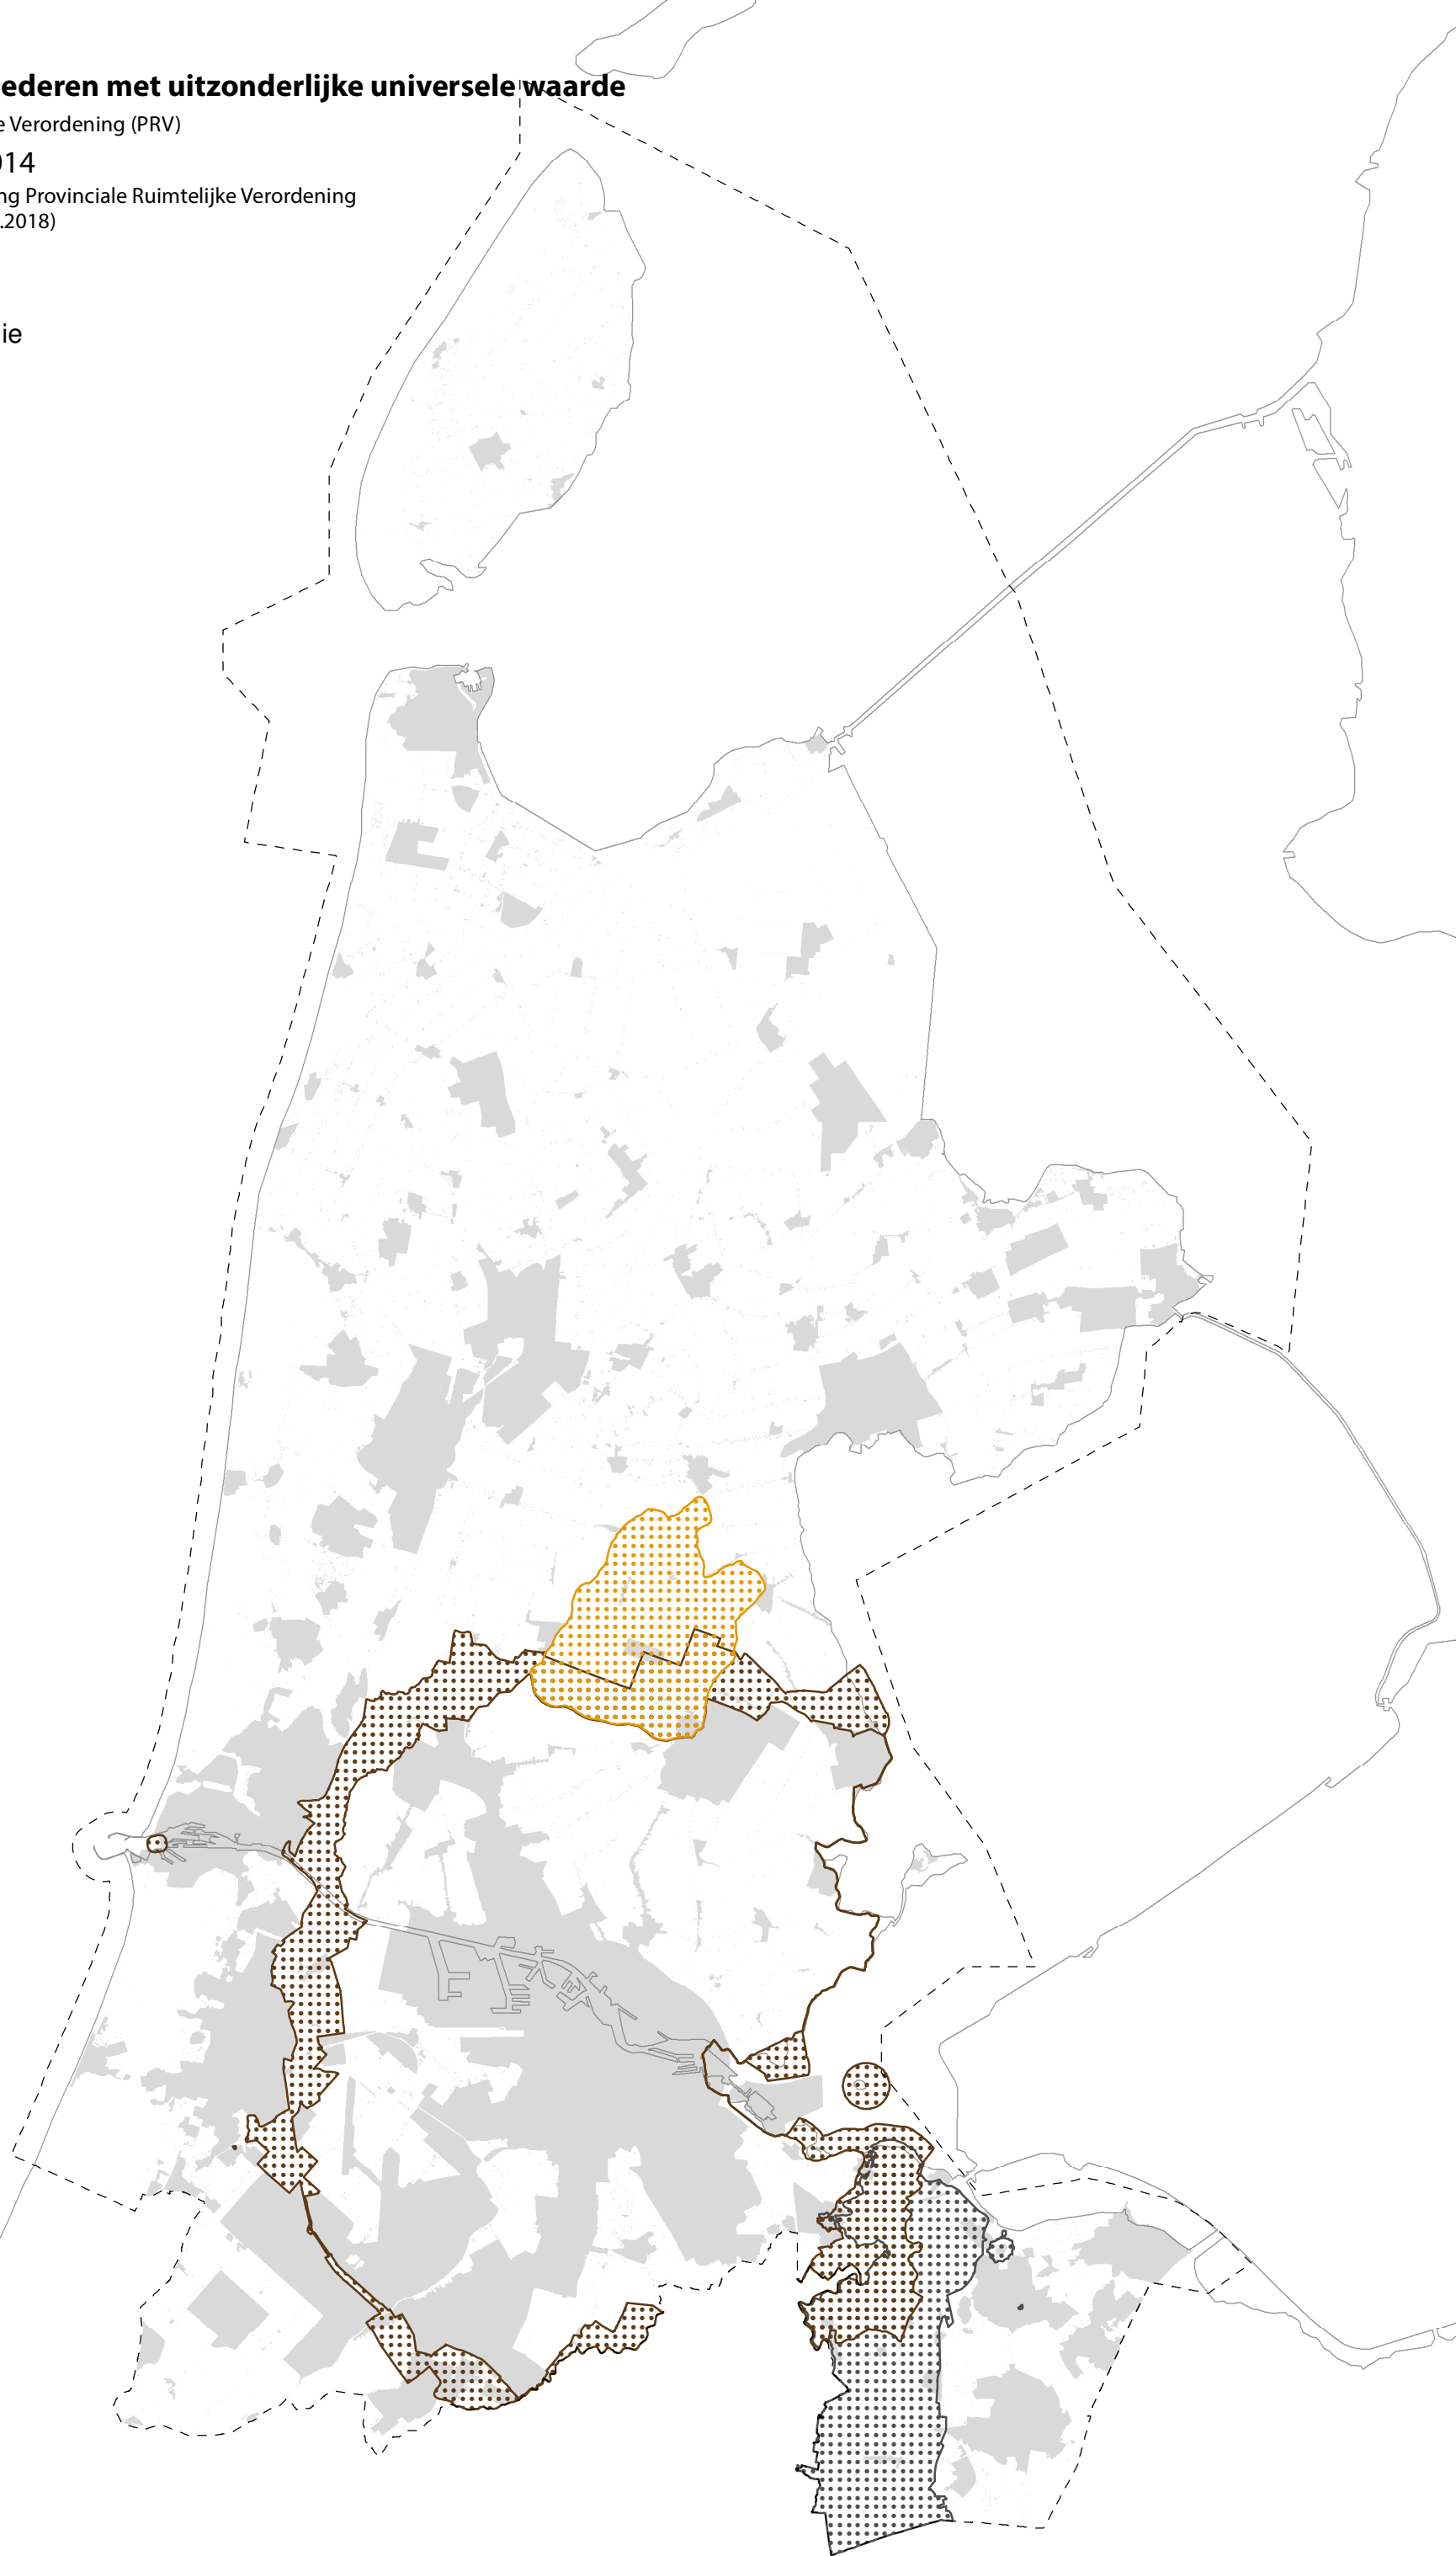 ederen met uitzonderlijke universele waarde
e Verordening (PRV)
014
ng Provinciale Ruimtelijke Verordening
.2018)
ie